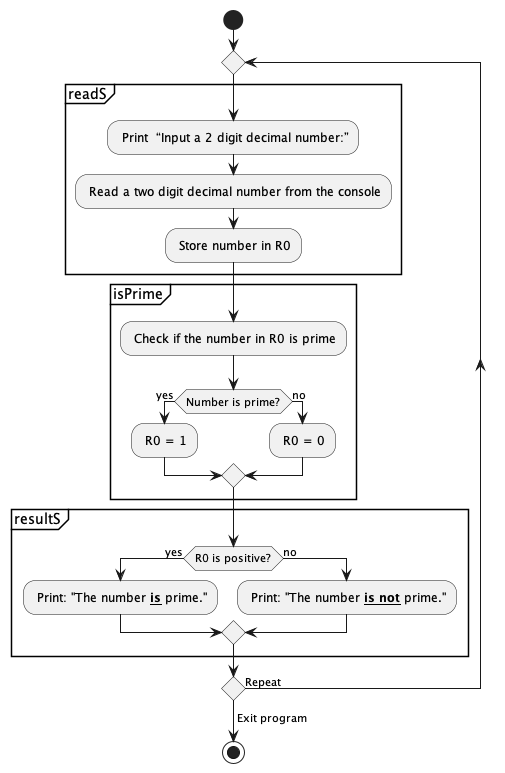 readS
Print “Input a 2 digit decimal number:”
Read a two digit decimal number from the console
Store number in R0
isPrime
Check if the number in R0 is prime
Number is prime?
yes
no
R0 = 1
R0 = 0
resultS
R0 is positive?
yes
no
Print: "The number is prime."
Print: "The number is not prime."
Repeat
Exit program